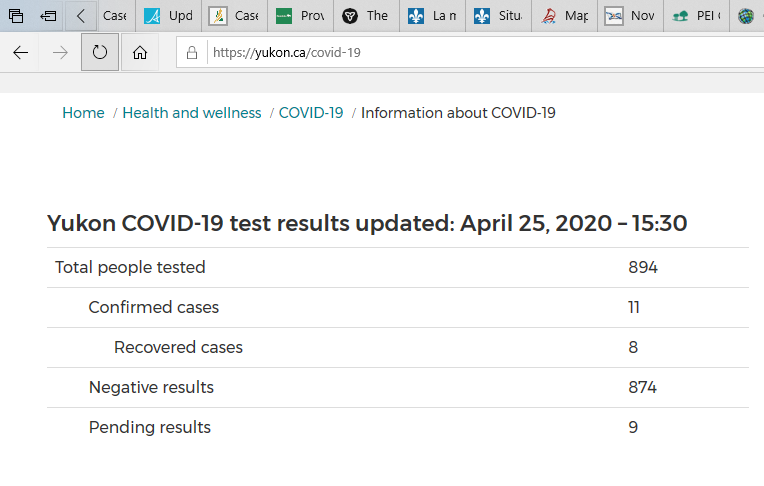 Case Upd Case Prov The La m Situ Map Nov PEI
https://yukon.ca/covid-19
Home / Health and wellness / COVID-19 / Information about COVID-19
Yukon COVID-19 test results updated: April 25, 2020 – 15:30
Total people tested 894
Confirmed cases 11
Recovered cases 8
Negative results 874
Pending results 9